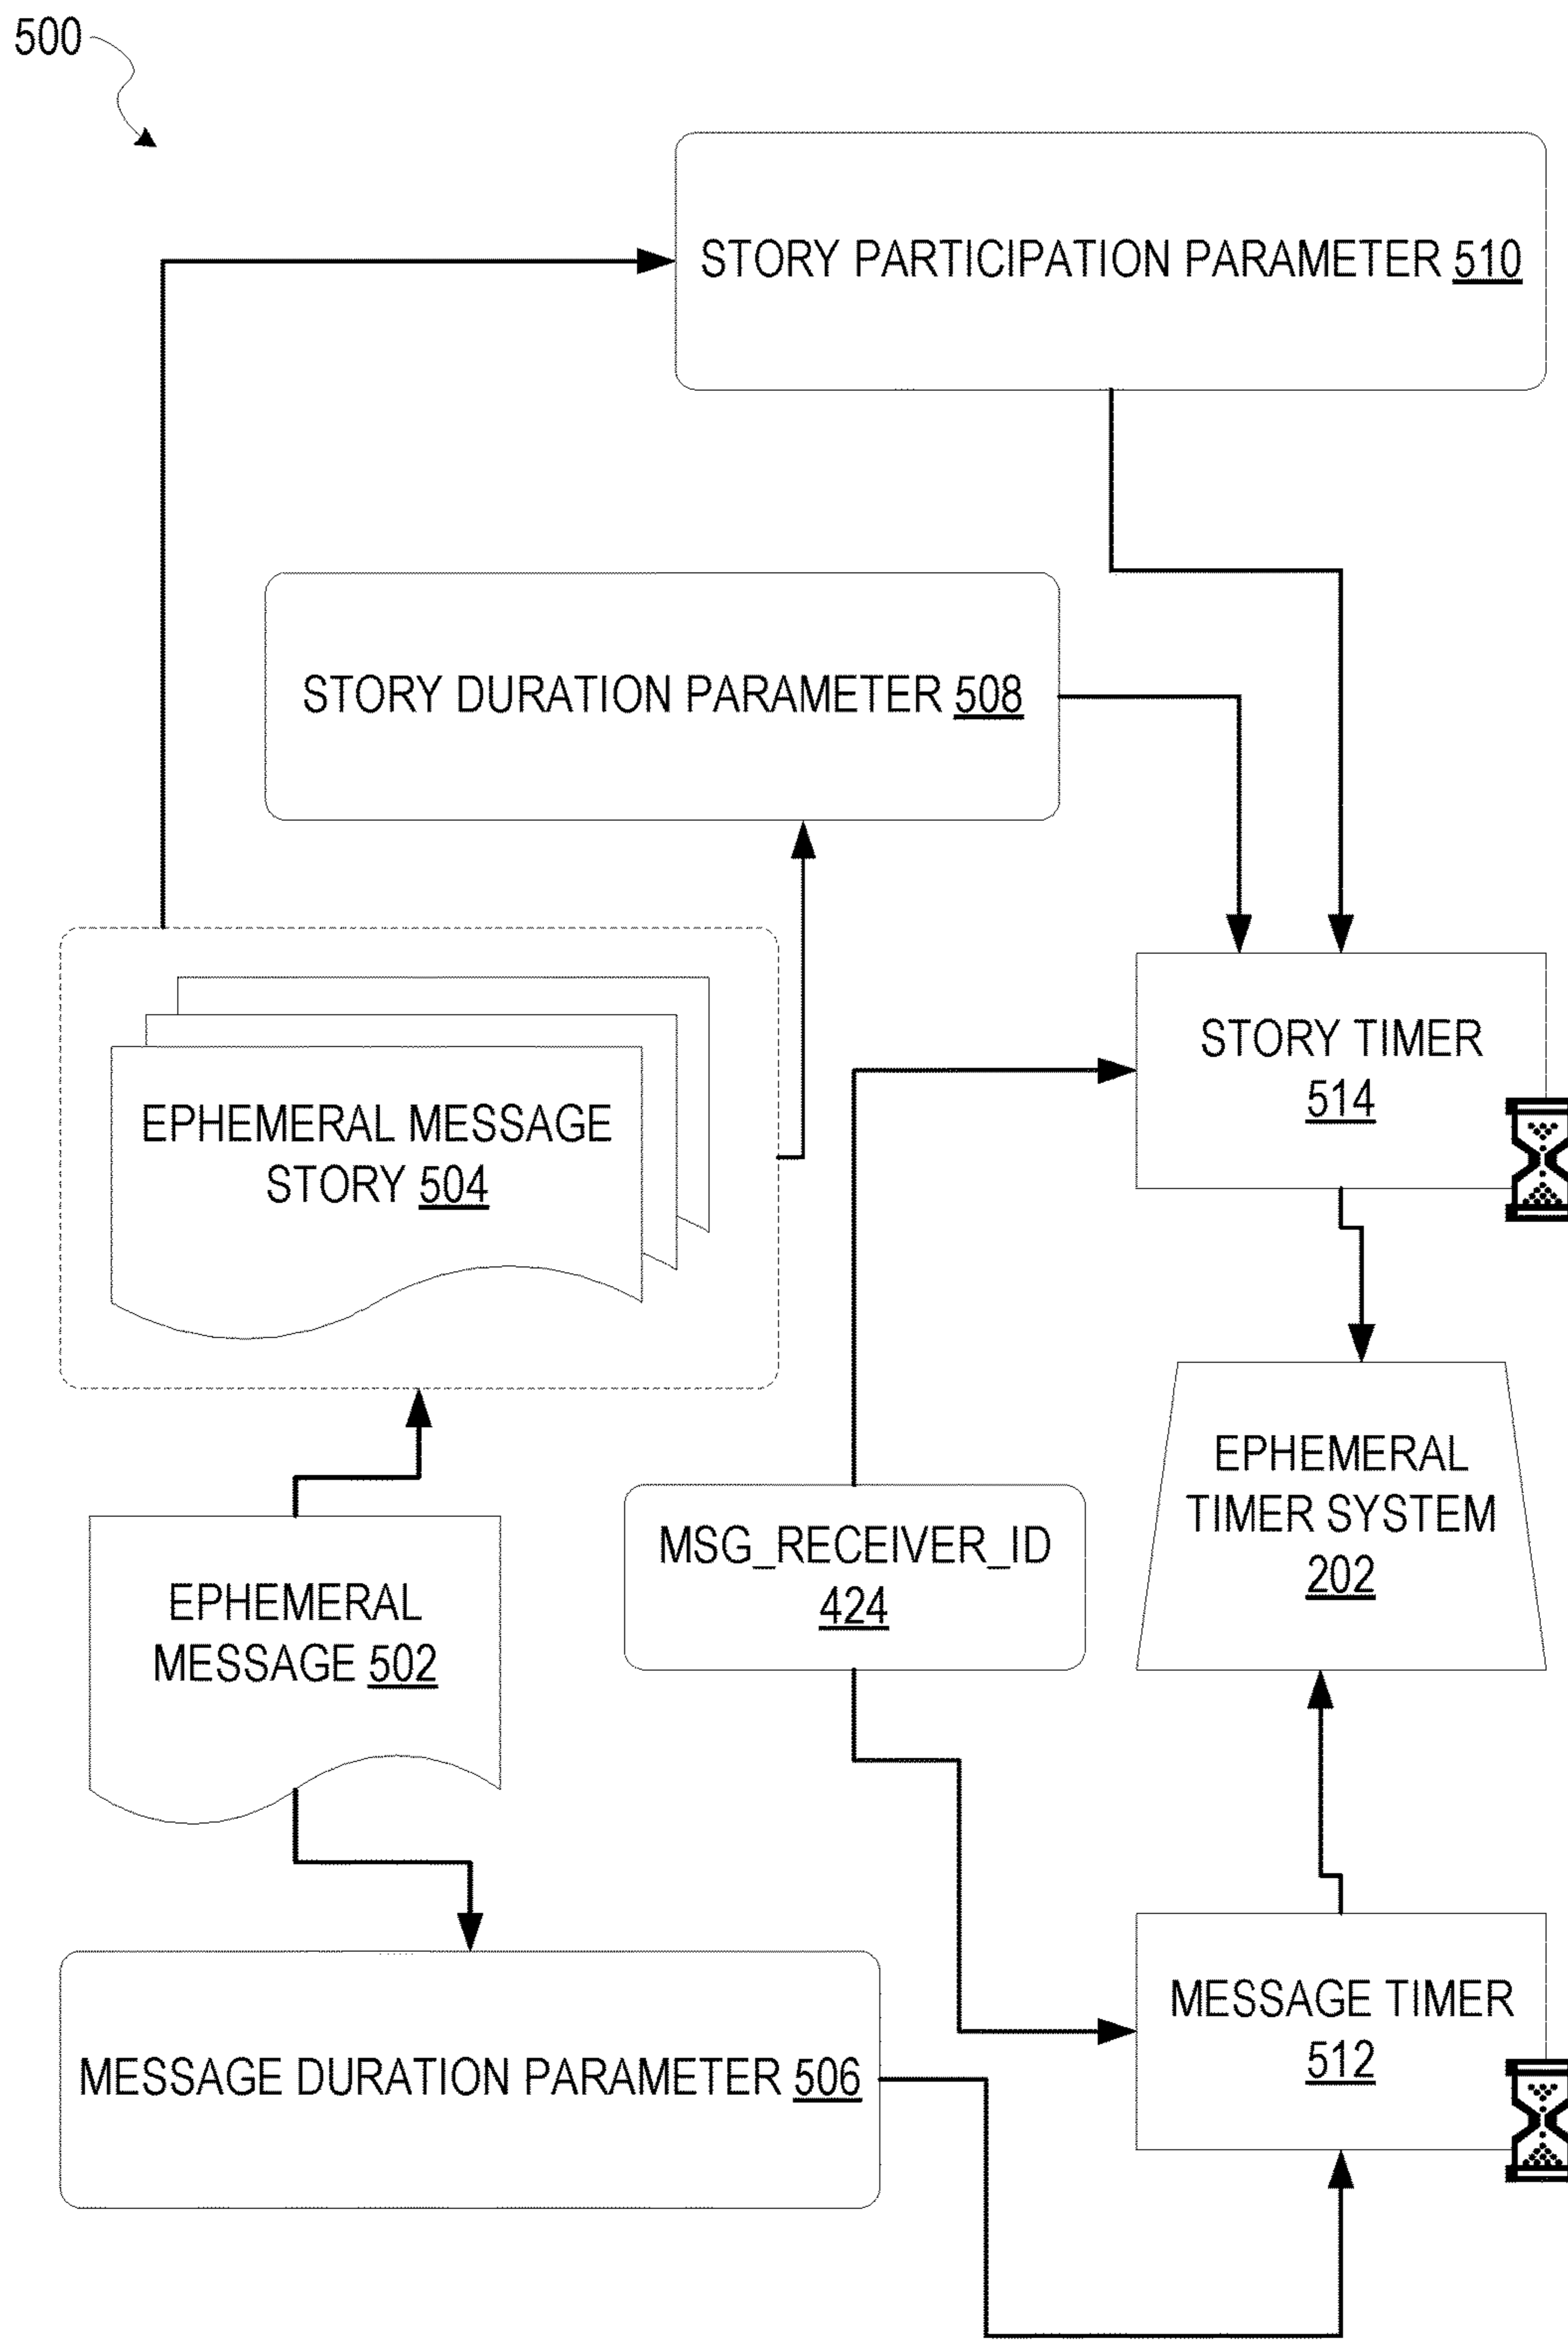 500
STORY PARTICIPATION PARAMETER 510
STORY DURATION PARAMETER 508
STORY TIMER
514
EPHEMERAL MESSAGE
STORY 504
EPHEMERAL
TIMER SYSTEM
202
MSG_RECEIVER_ID
424
EPHEMERAL
MESSAGE 502
MESSAGE TIMER
512
MESSAGE DURATION PARAMETER 506